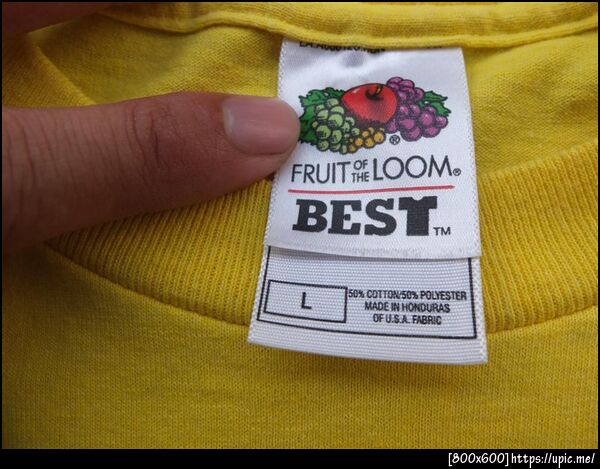 FRUIT OF THE LOOM®
BEST™
L
50% COTTON/50% POLYESTER
MADE IN HONDURAS
OF U.S.A. FABRIC
[800x600]https://upic.me/